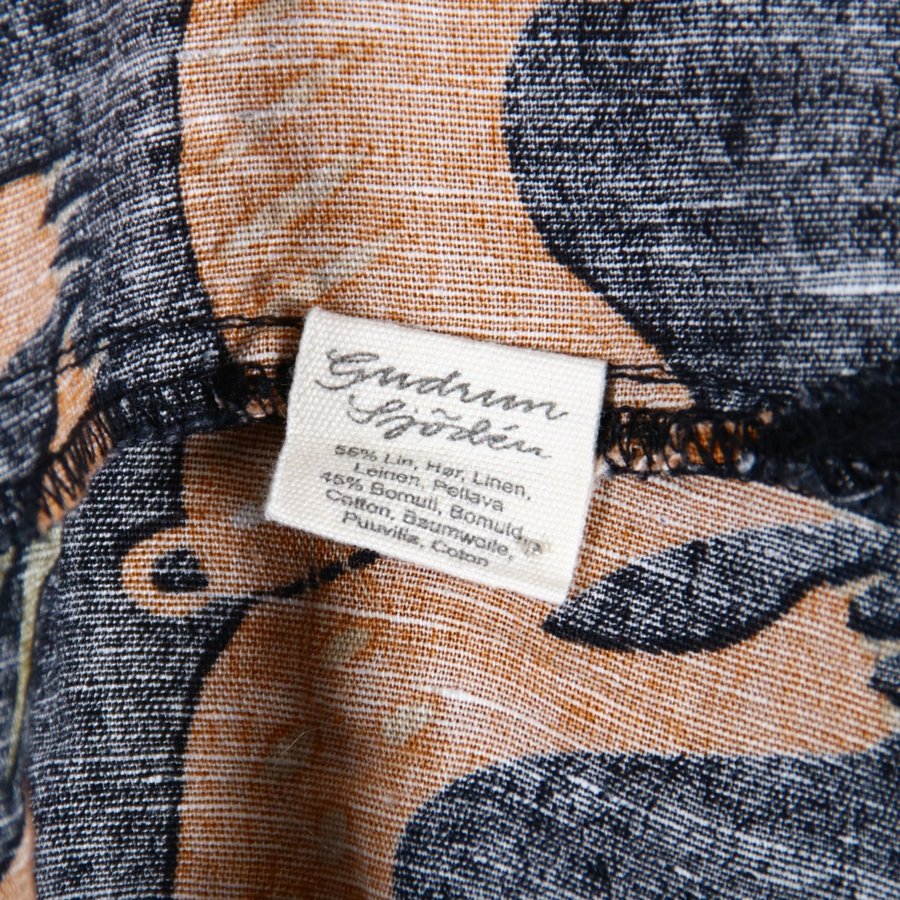 Gudrun
Sjödén
55% Lin, Hør, Linen,
Leinen, Pellava
45% Bomull, Bomuld,
Cotton, Baumwolle,
Puuvilla, Coton